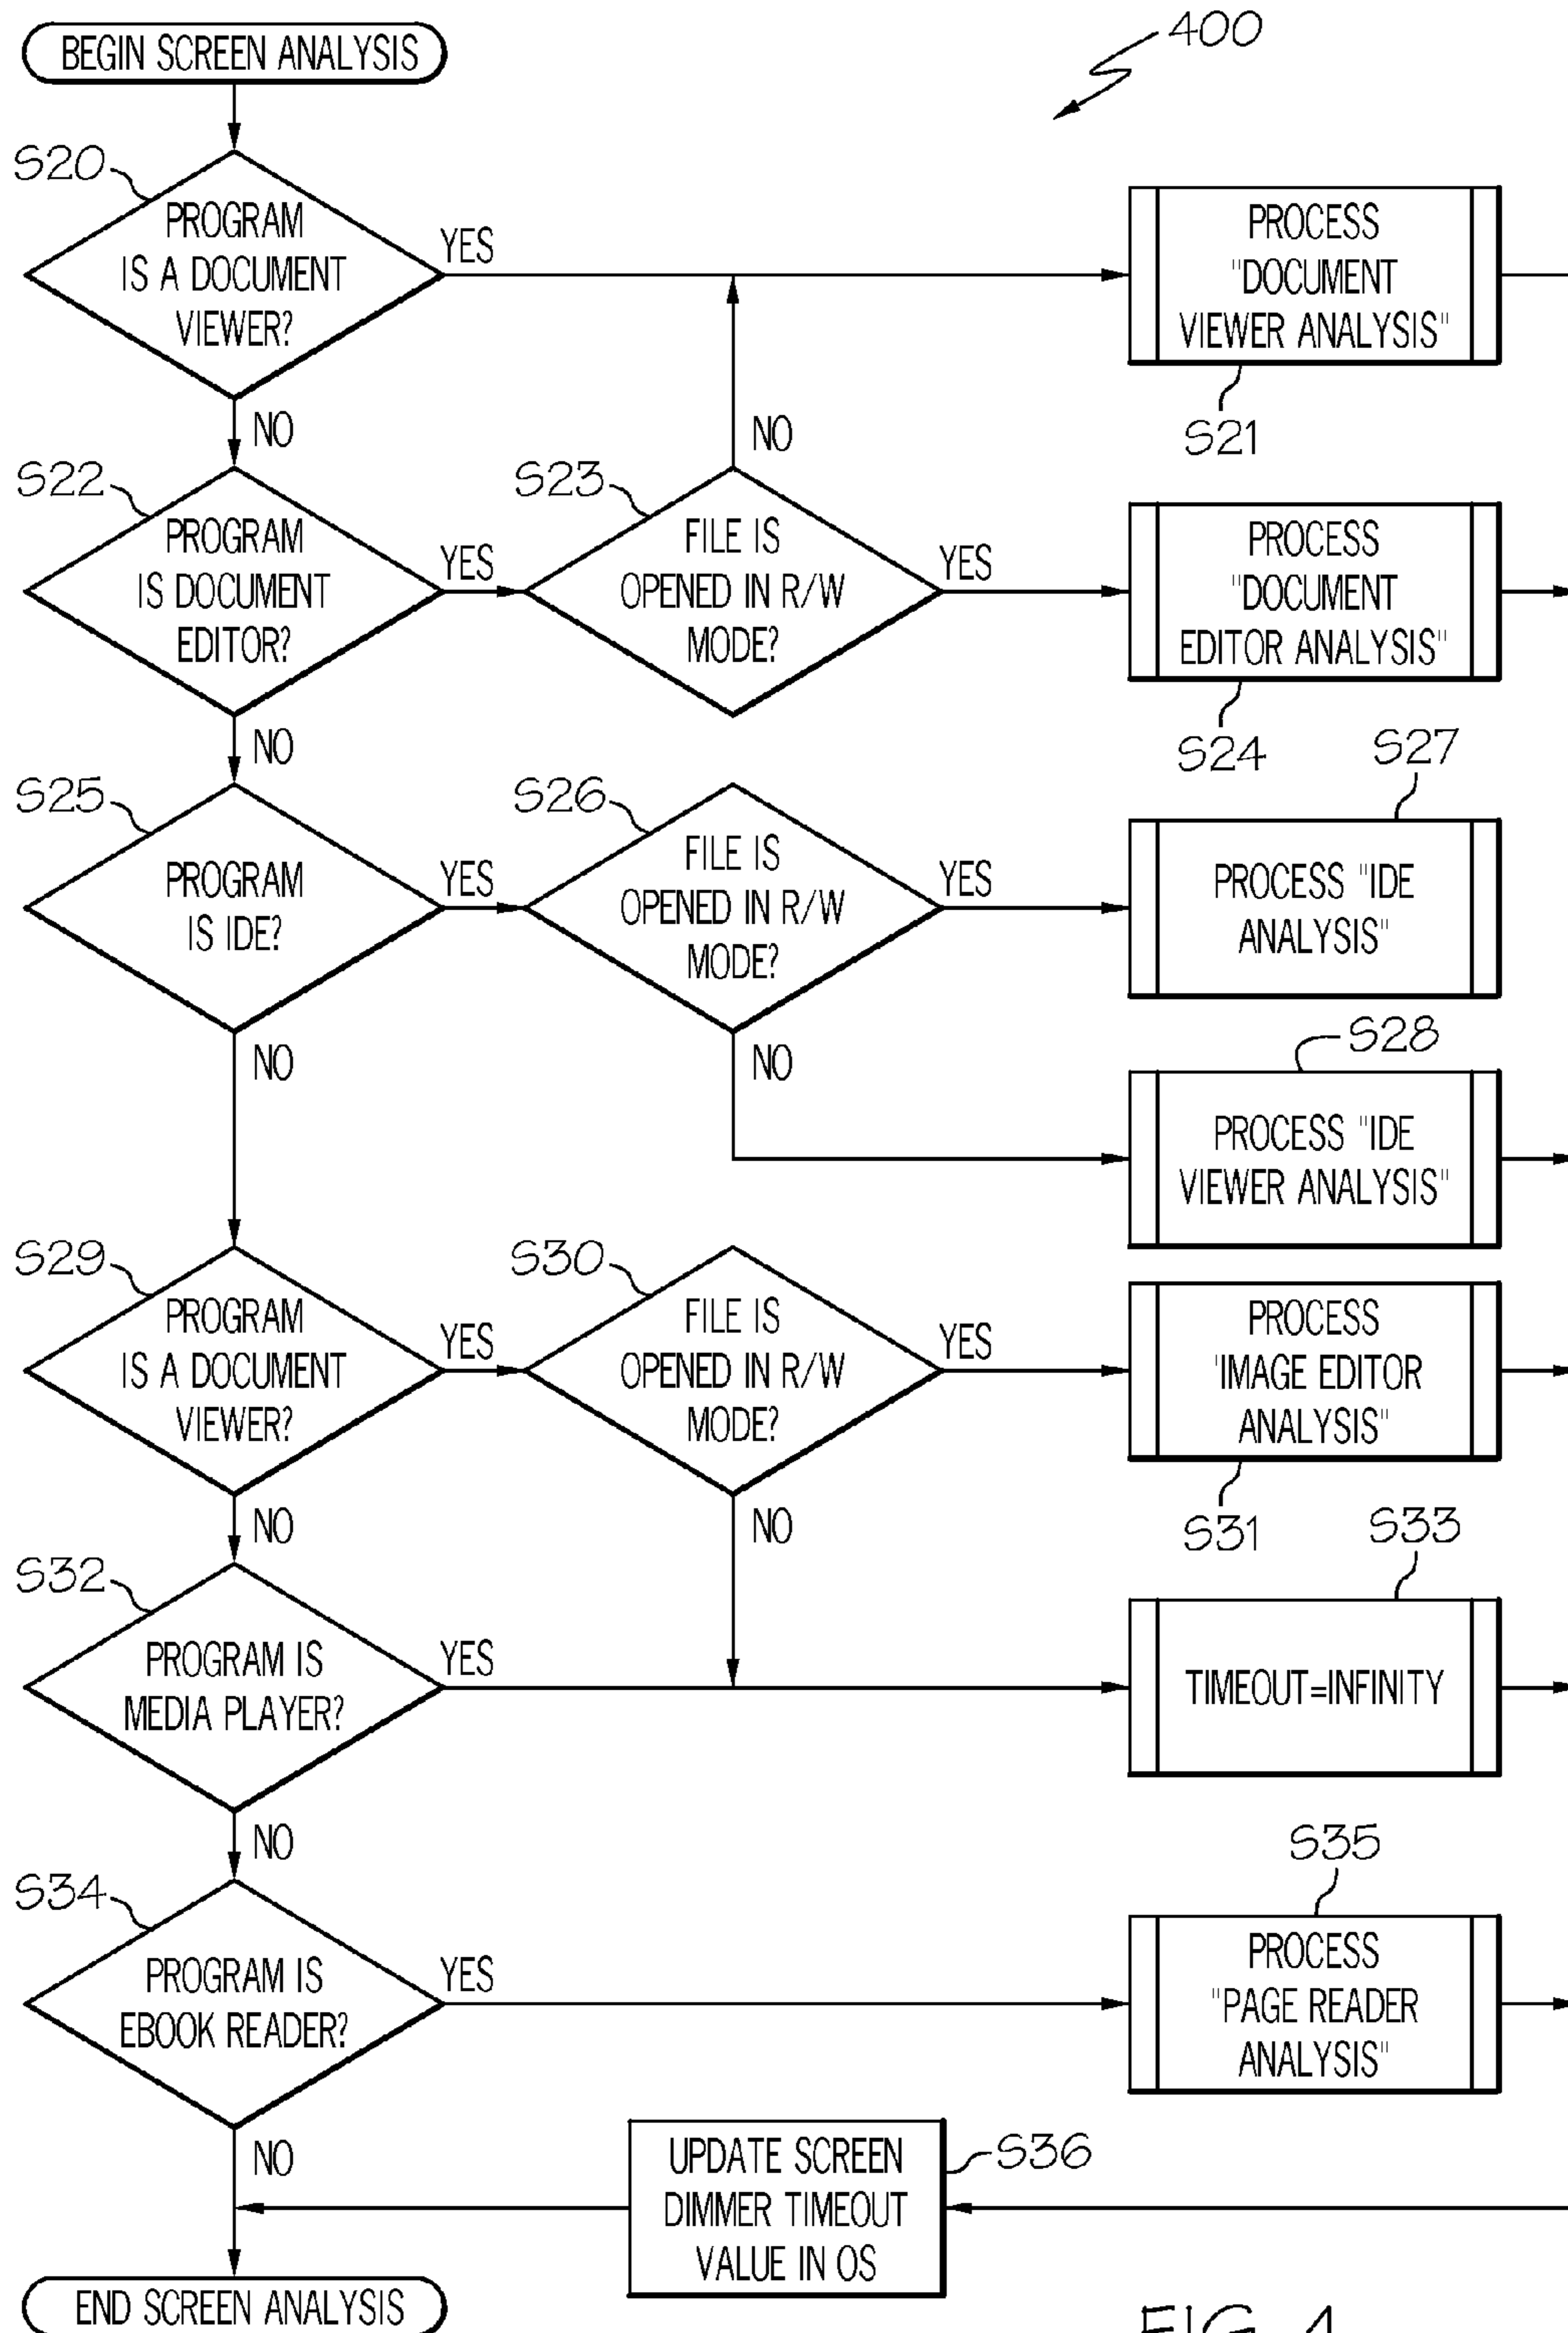 BEGIN SCREEN ANALYSIS
400
S20
PROGRAM
IS A DOCUMENT
VIEWER?
YES
NO
PROCESS
"DOCUMENT
VIEWER ANALYSIS"
S21
S22
PROGRAM
IS DOCUMENT
EDITOR?
YES
NO
S23
FILE IS
OPENED IN R/W
MODE?
NO
YES
PROCESS
"DOCUMENT
EDITOR ANALYSIS"
S24
S25
PROGRAM
IS IDE?
YES
NO
S26
FILE IS
OPENED IN R/W
MODE?
YES
NO
S27
PROCESS "IDE
ANALYSIS"
S28
PROCESS "IDE
VIEWER ANALYSIS"
S29
PROGRAM
IS A DOCUMENT
VIEWER?
YES
NO
S30
FILE IS
OPENED IN R/W
MODE?
YES
NO
PROCESS
'IMAGE EDITOR
ANALYSIS"
S31
S32
PROGRAM IS
MEDIA PLAYER?
YES
NO
S33
TIMEOUT=INFINITY
S34
PROGRAM IS
EBOOK READER?
YES
NO
S35
PROCESS
"PAGE READER
ANALYSIS"
UPDATE SCREEN
DIMMER TIMEOUT
VALUE IN OS
S36
END SCREEN ANALYSIS
FIG. 4